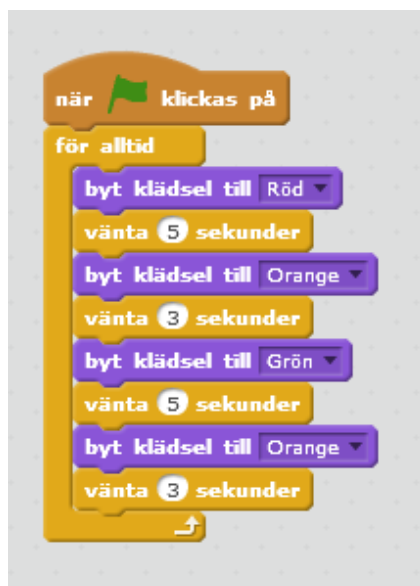 när klickas på
för alltid
byt klädsel till Röd
vänta 5 sekunder
byt klädsel till Orange
vänta 3 sekunder
byt klädsel till Grön
vänta 5 sekunder
byt klädsel till Orange
vänta 3 sekunder